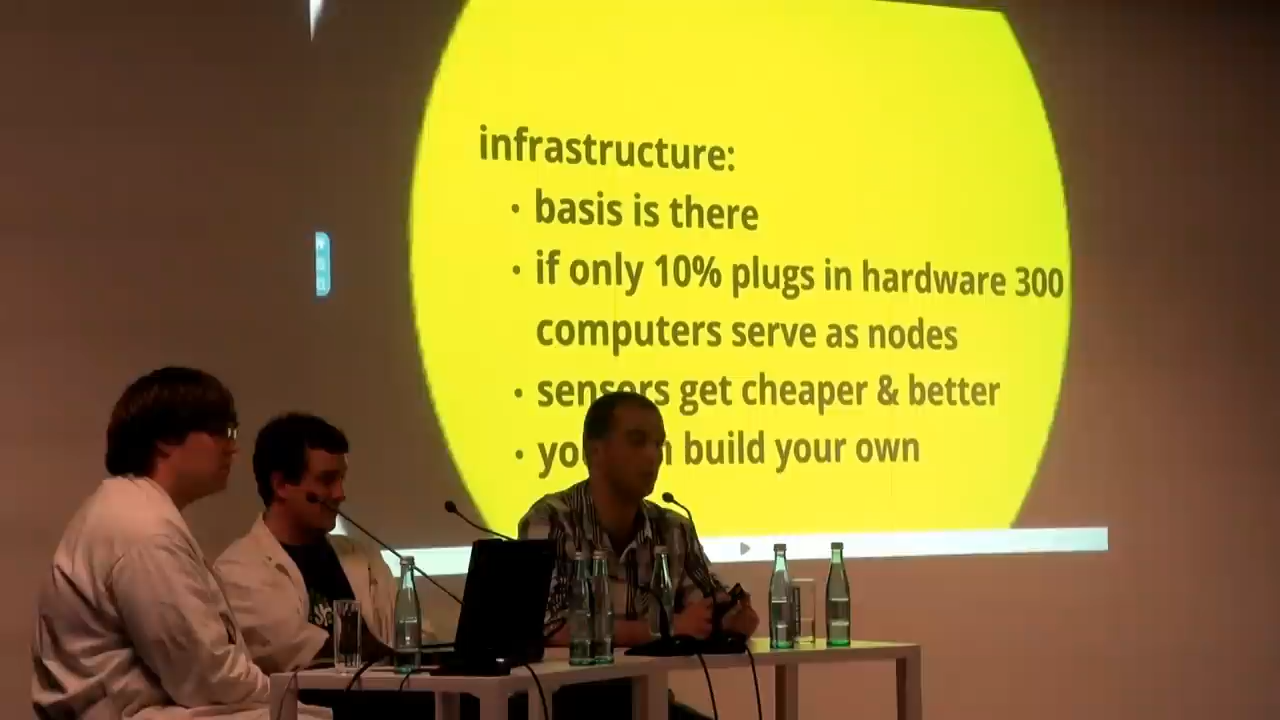 infrastructure:
• basis is there
• if only 10% plugs in hardware 300
computers serve as nodes
• sensors get cheaper & better
• build your own